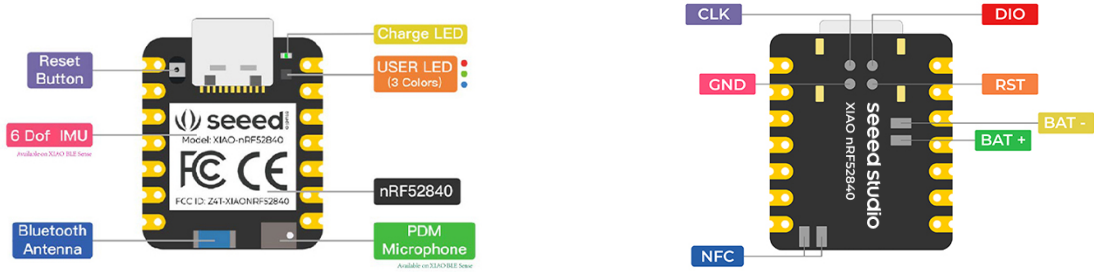 Charge LED
Reset
Button
USER LED
(3 Colors)
6 Dof IMU
Available on XIAO BLE Sense
seeed
studio
Model: XIAO-nRF52840
FC CE
FCC ID: Z4T-XIAONRF52840
nRF52840
Bluetooth
Antenna
PDM
Microphone
Available on XIAO BLE Sense
CLK
DIO
GND
RST
BAT -
BAT +
seeed studio
XIAO nRF52840
NFC